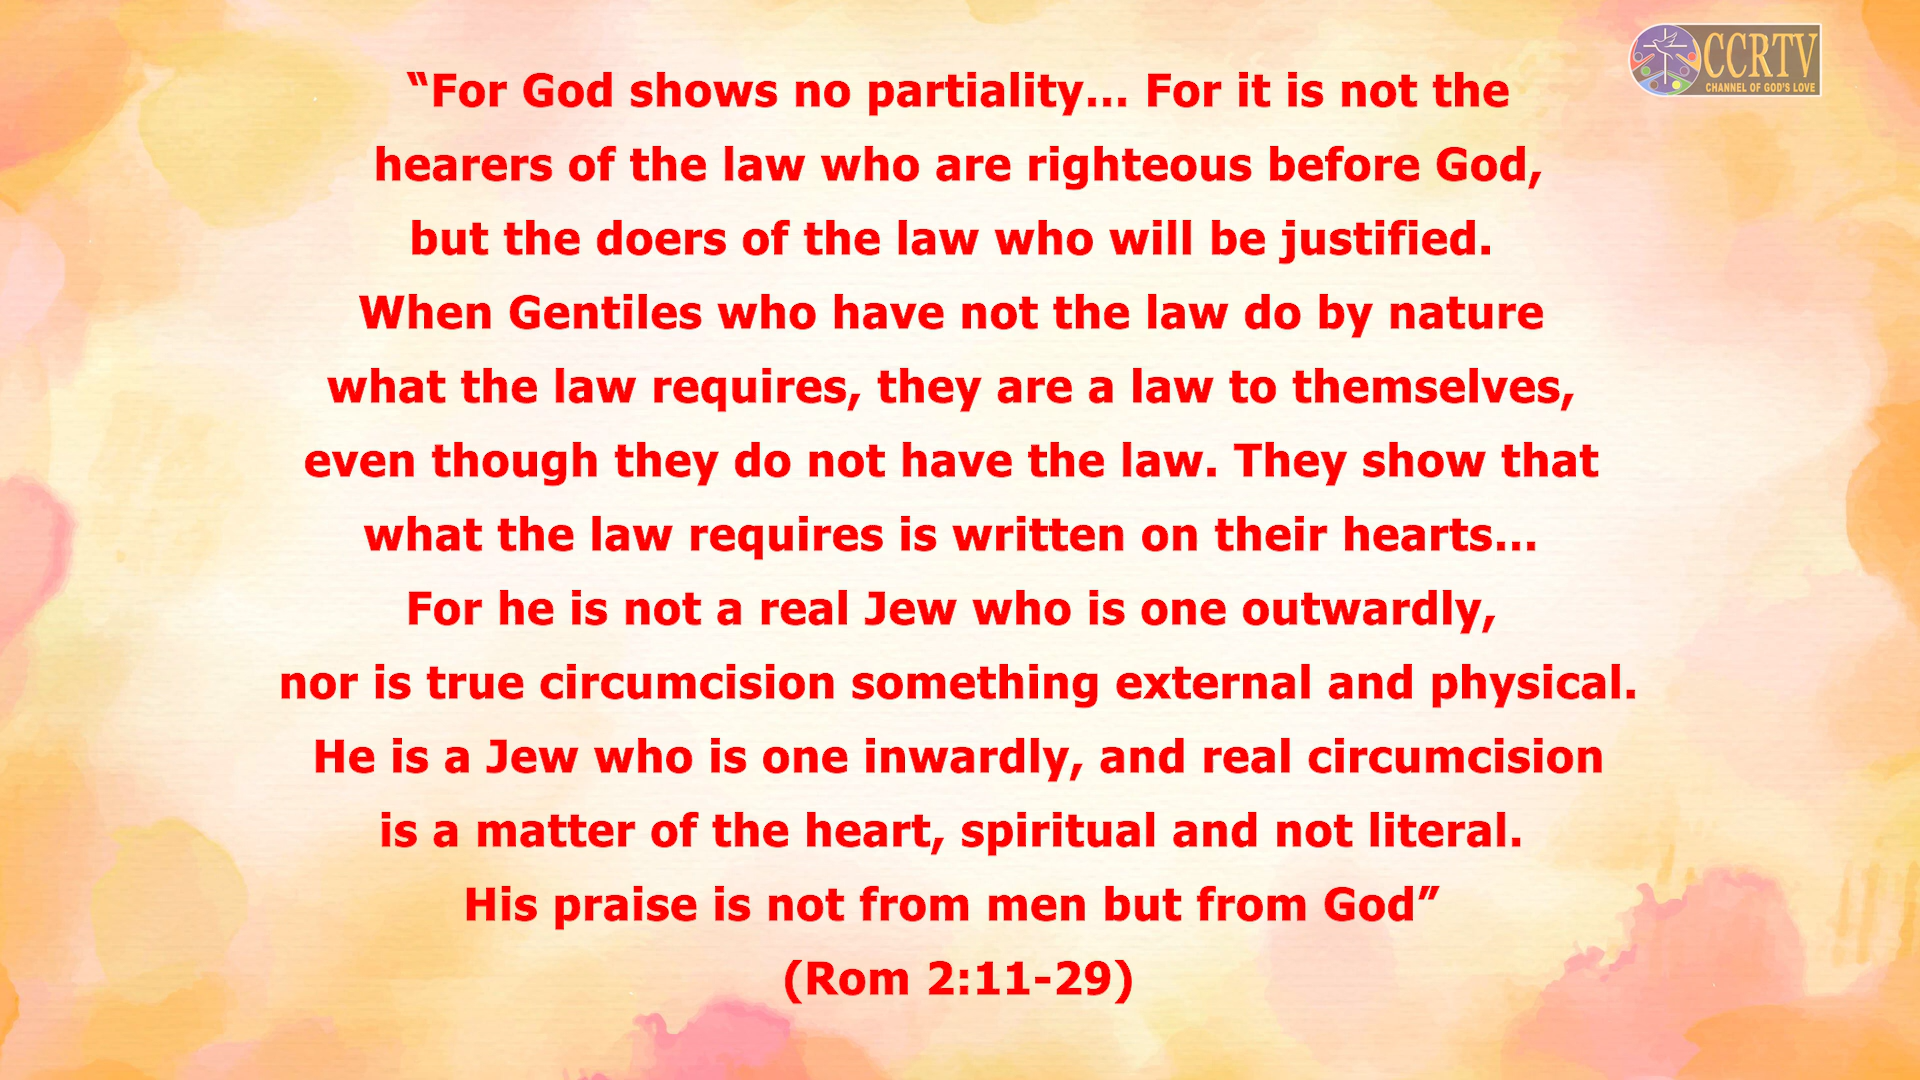 CCRTV
CHANNEL OF GOD'S LOVE
“For God shows no partiality... For it is not the
hearers of the law who are righteous before God,
but the doers of the law who will be justified.
When Gentiles who have not the law do by nature
what the law requires, they are a law to themselves,
even though they do not have the law. They show that
what the law requires is written on their hearts...
For he is not a real Jew who is one outwardly,
nor is true circumcision something external and physical.
He is a Jew who is one inwardly, and real circumcision
is a matter of the heart, spiritual and not literal.
His praise is not from men but from God”
(Rom 2:11-29)